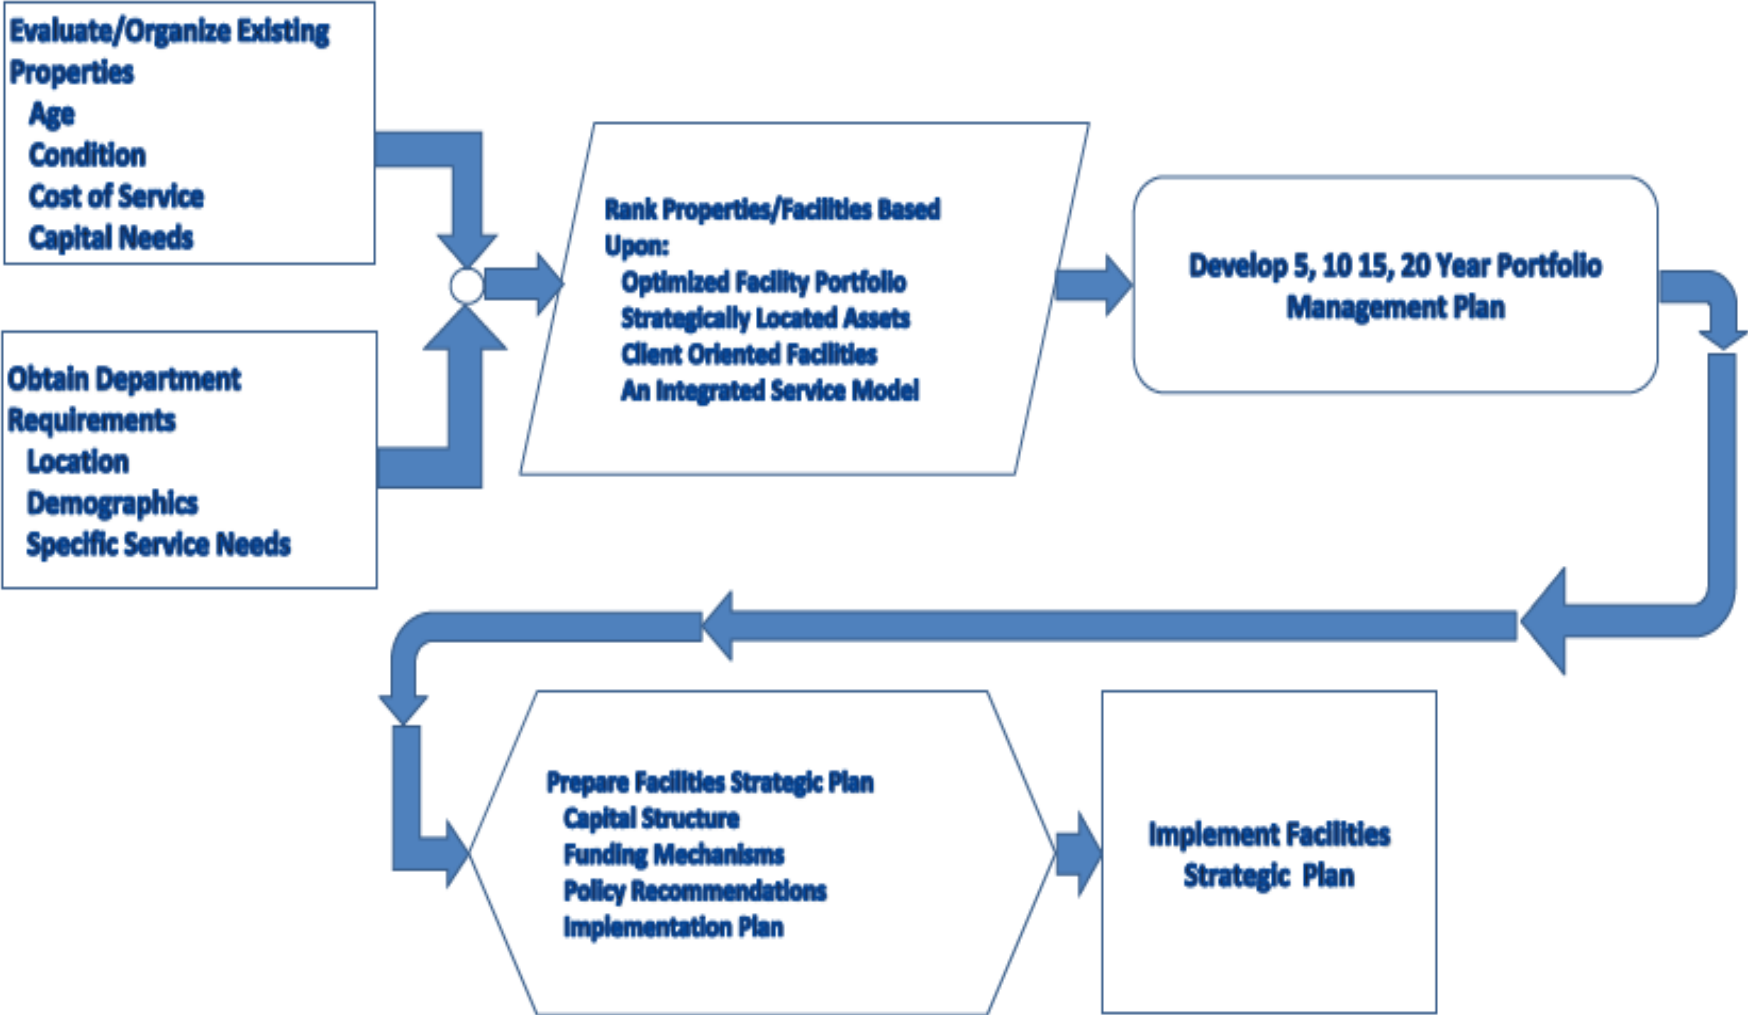 Evaluate/Organize Existing
Properties
Age
Condition
Cost of Service
Capital Needs
Obtain Department
Requirements
Location
Demographics
Specific Service Needs
Rank Properties/Facilities Based
Upon:
Optimized Facility Portfolio
Strategically Located Assets
Client Oriented Facilities
An Integrated Service Model
Develop 5, 10 15, 20 Year Portfolio
Management Plan
Prepare Facilities Strategic Plan
Capital Structure
Funding Mechanisms
Policy Recommendations
Implementation Plan
Implement Facilities
Strategic Plan